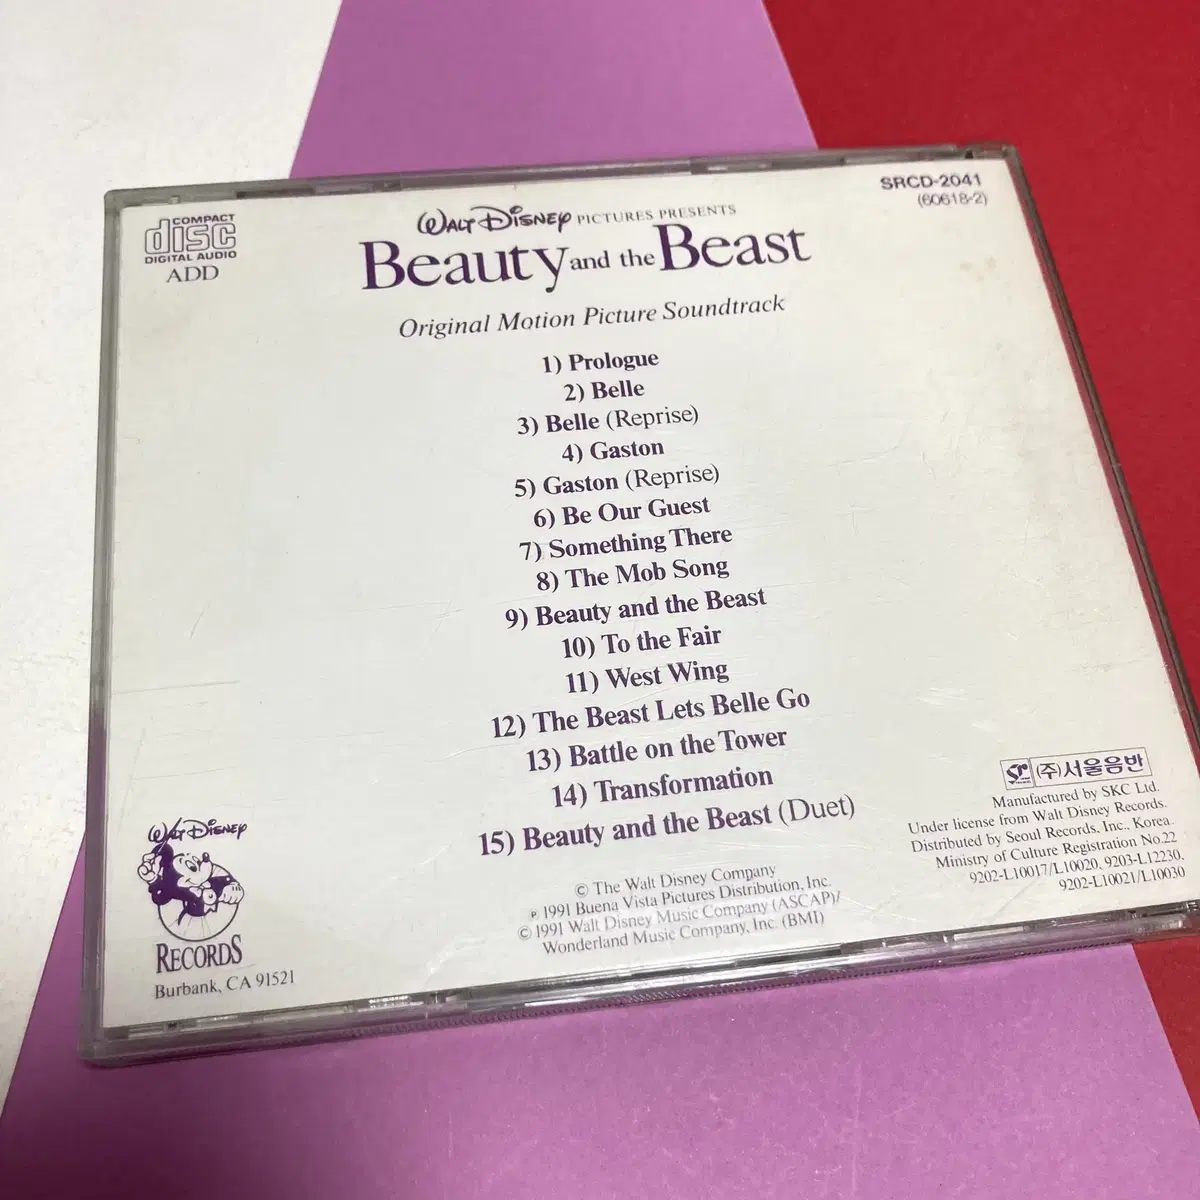 COMPACT
disc
DIGITAL AUDIO
ADD
SRCD-2041
(60618-2)
WALT DISNEY PICTURES PRESENTS
Beauty and the Beast
Original Motion Picture Soundtrack
1) Prologue
2) Belle
3) Belle (Reprise)
4) Gaston
5) Gaston (Reprise)
6) Be Our Guest
7) Something There
8) The Mob Song
9) Beauty and the Beast
10) To the Fair
11) West Wing
12) The Beast Lets Belle Go
13) Battle on the Tower
14) Transformation
15) Beauty and the Beast (Duet)
© The Walt Disney Company
℗ 1991 Buena Vista Pictures Distribution, Inc.
© 1991 Walt Disney Music Company (ASCAP)/
Wonderland Music Company, Inc. (BMI)
WALT DISNEY
RECORDS
Burbank, CA 91521
(주)서울음반
Manufactured by SKC Ltd.
Under license from Walt Disney Records.
Distributed by Seoul Records, Inc., Korea.
Ministry of Culture Registration No.22
9202-L10017/L10020, 9203-L12230,
9202-L10021/L10030